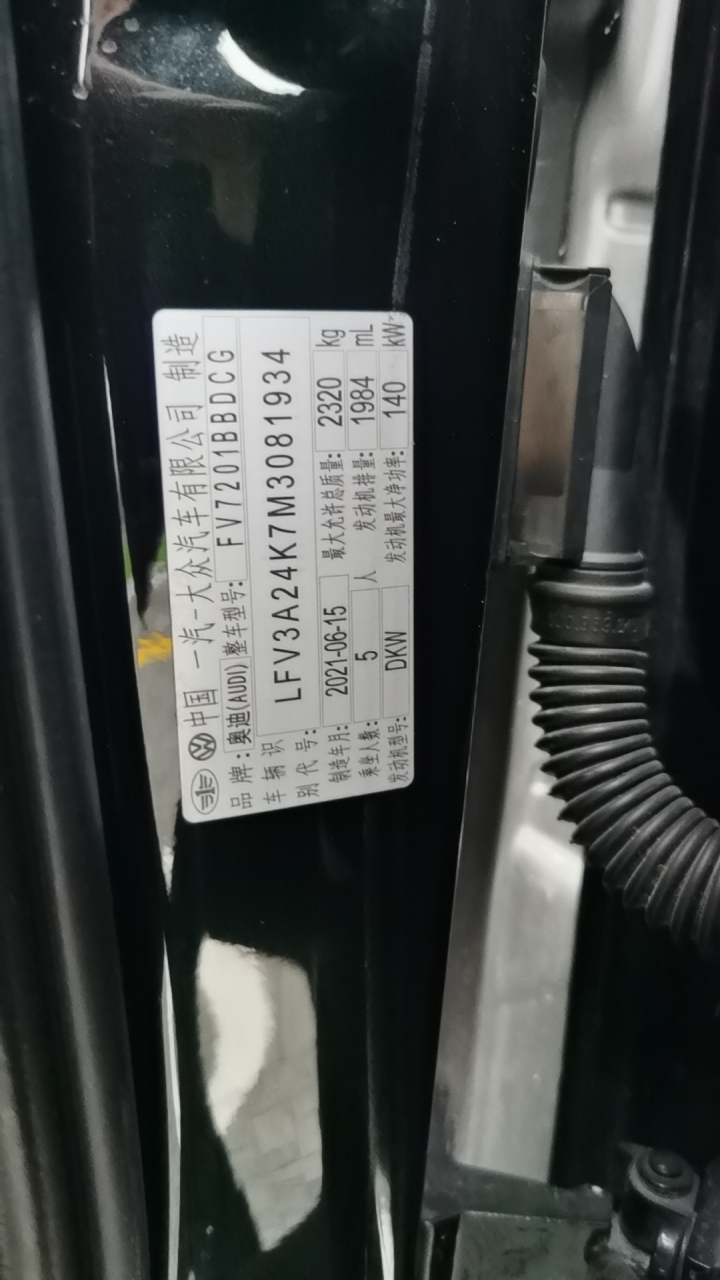 中国 一汽-大众汽车有限公司 制造
品牌:奥迪(AUDI) 整车型号: FV7201BBDCG
车辆识别代号: LFV3A24K7M3081934
制造年月: 2021-06-15 最大允许总质量: 2320 kg
乘坐人数: 5 人 发动机排量: 1984 mL
发动机型号: DKW 发动机最大净功率: 140 kW